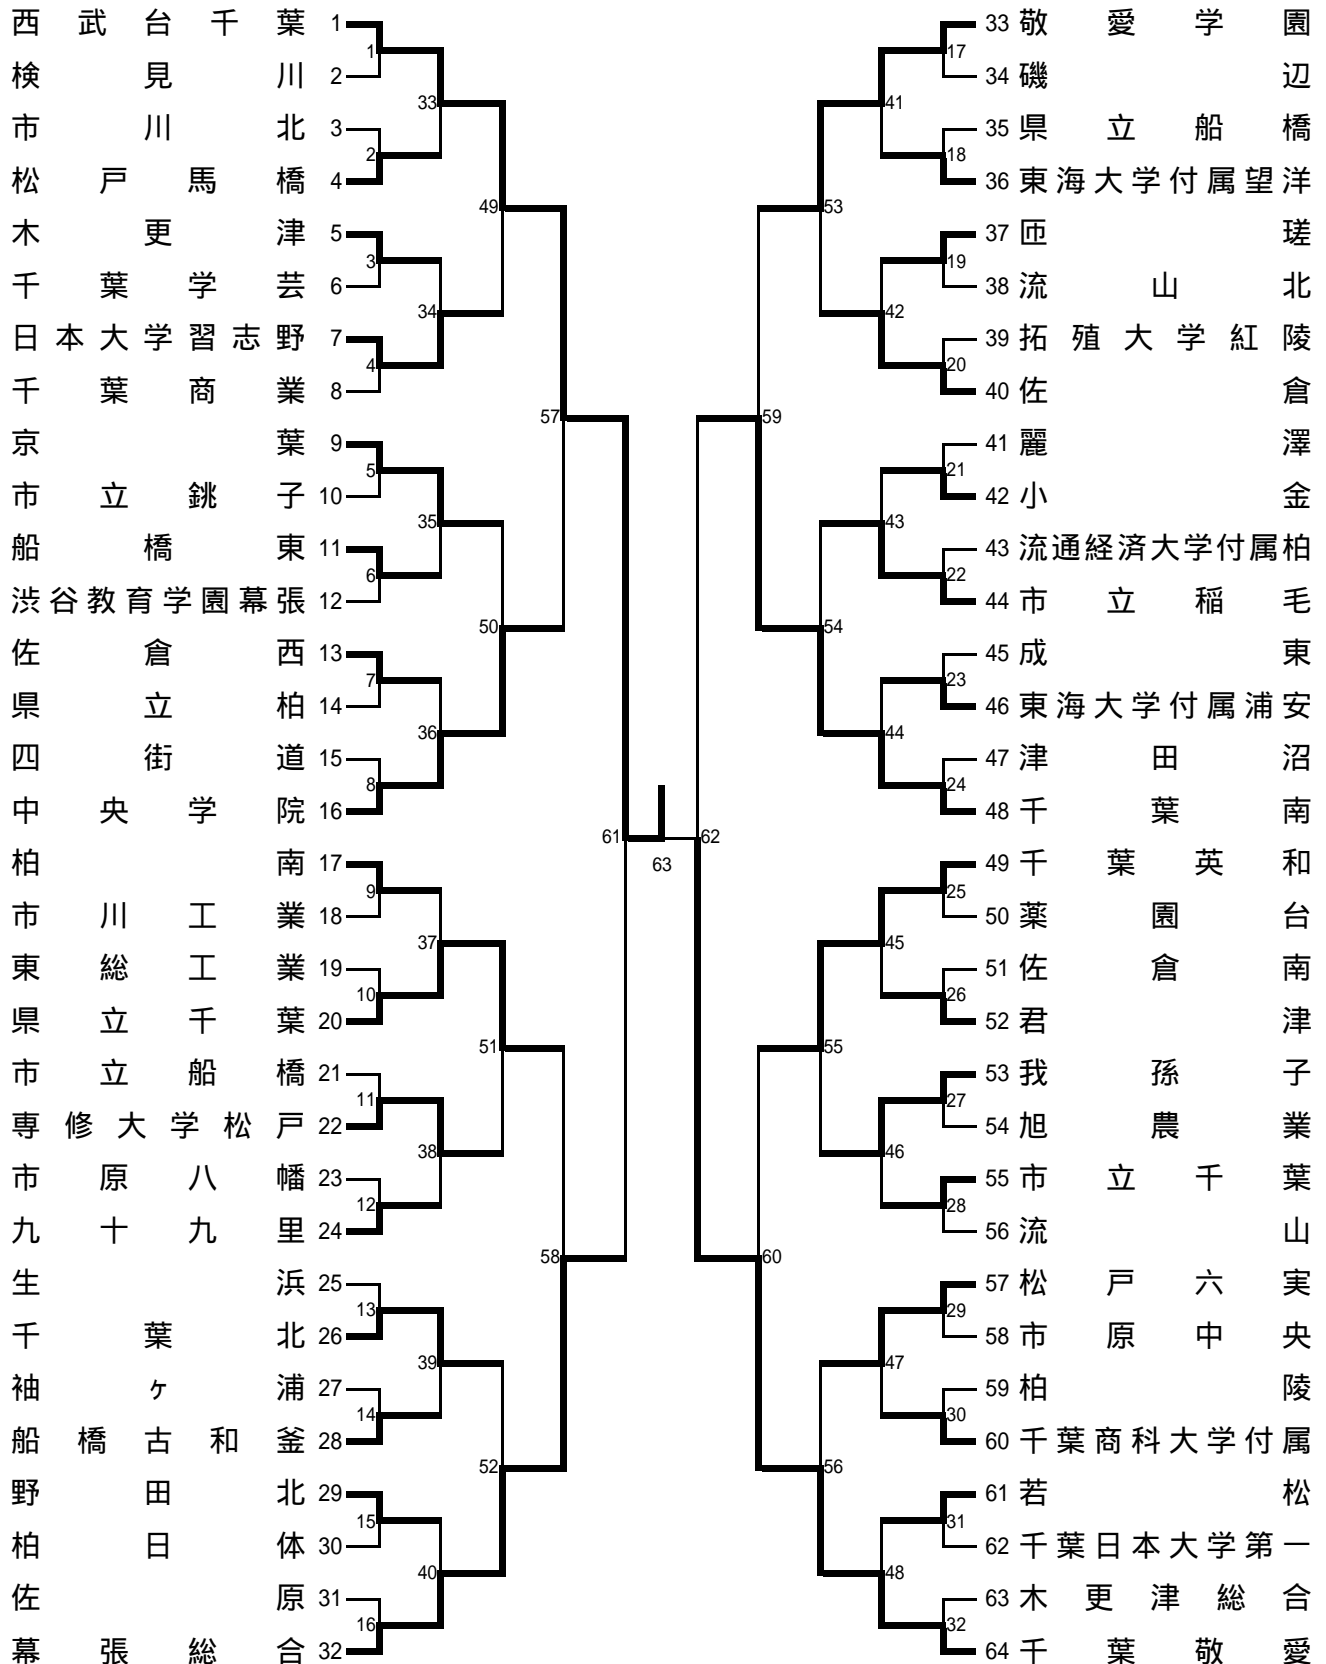 西武台千葉 1
検見川 2
市川北 3
松戸馬橋 4
木更津 5
千葉学芸 6
日本大学習志野 7
千葉商業 8
京葉 9
市立銚子 10
船橋東 11
渋谷教育学園幕張 12
佐倉西 13
県立柏 14
四街道 15
中央学院 16
柏南 17
市川工業 18
東総工業 19
県立千葉 20
市立船橋 21
専修大学松戸 22
市原八幡 23
九十九里 24
生浜 25
千葉北 26
袖ヶ浦 27
船橋古和釜 28
野田北 29
柏日体 30
佐原 31
幕張総合 32
1
2
3
4
5
6
7
8
9
10
11
12
13
14
15
16
33
34
35
36
37
38
39
40
49
50
51
52
57
58
61
63
62
59
60
53
54
55
56
41
42
43
44
45
46
47
48
17
18
19
20
21
22
23
24
25
26
27
28
29
30
31
32
33 敬愛学園
34 磯辺
35 県立船橋
36 東海大学付属望洋
37 匝瑳
38 流山北
39 拓殖大学紅陵
40 佐倉
41 麗澤
42 小金
43 流通経済大学付属柏
44 市立稲毛
45 成東
46 東海大学付属浦安
47 津田沼
48 千葉南
49 千葉英和
50 薬園台
51 佐倉南
52 君津
53 我孫子
54 旭農業
55 市立千葉
56 流山
57 松戸六実
58 市原中央
59 柏陵
60 千葉商科大学付属
61 若松
62 千葉日本大学第一
63 木更津総合
64 千葉敬愛